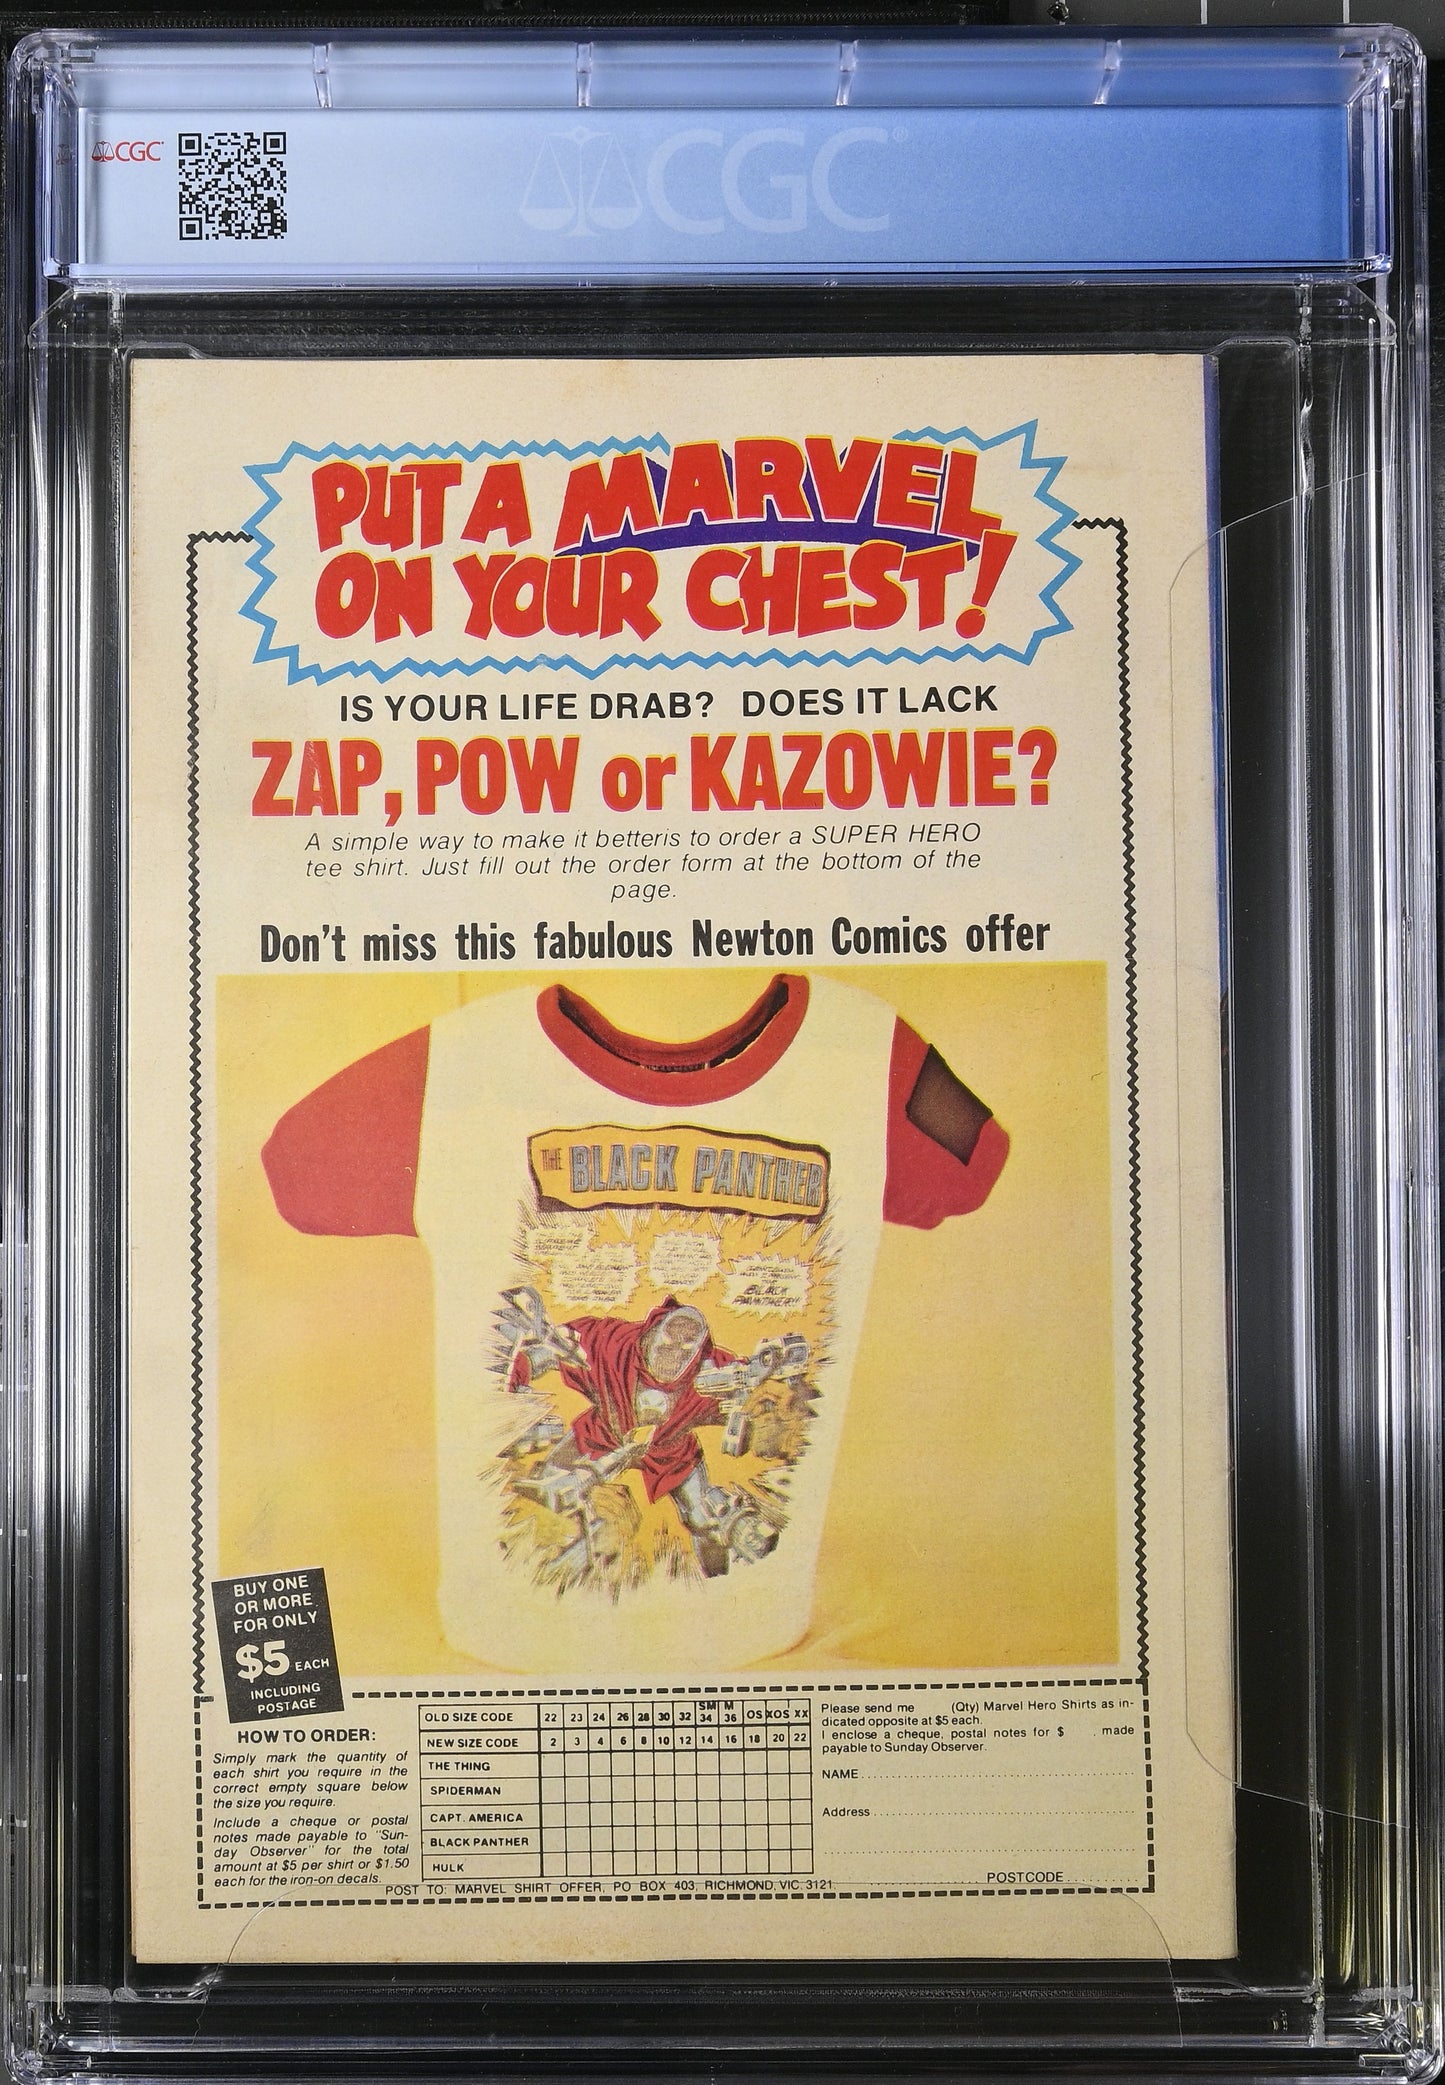 CGC
CGC
PUT A MARVEL
ON YOUR CHEST!
IS YOUR LIFE DRAB? DOES IT LACK
ZAP, POW or KAZOWIE?
A simple way to make it betteris to order a SUPER HERO
tee shirt. Just fill out the order form at the bottom of the
page.
Don't miss this fabulous Newton Comics offer
THE BLACK PANTHER
BLACK
PANTHER!!
BUY ONE
OR MORE
FOR ONLY
$5 EACH
INCLUDING
POSTAGE
HOW TO ORDER:
Simply mark the quantity of
each shirt you require in the
correct empty square below
the size you require.
Include a cheque or postal
notes made payable to "Sun-
day Observer" for the total
amount at $5 per shirt or $1.50
each for the iron-on decals.
OLD SIZE CODE 22 23 24 26 28 30 32 SM 34 M 36 OS XOS XX
NEW SIZE CODE 2 3 4 6 8 10 12 14 16 18 20 22
THE THING
SPIDERMAN
CAPT. AMERICA
BLACK PANTHER
HULK
Please send me (Qty) Marvel Hero Shirts as in-
dicated opposite at $5 each.
I enclose a cheque, postal notes for $ . made
payable to Sunday Observer.
NAME
Address
POSTCODE
POST TO: MARVEL SHIRT OFFER, PO BOX 403, RICHMOND, VIC. 3121.